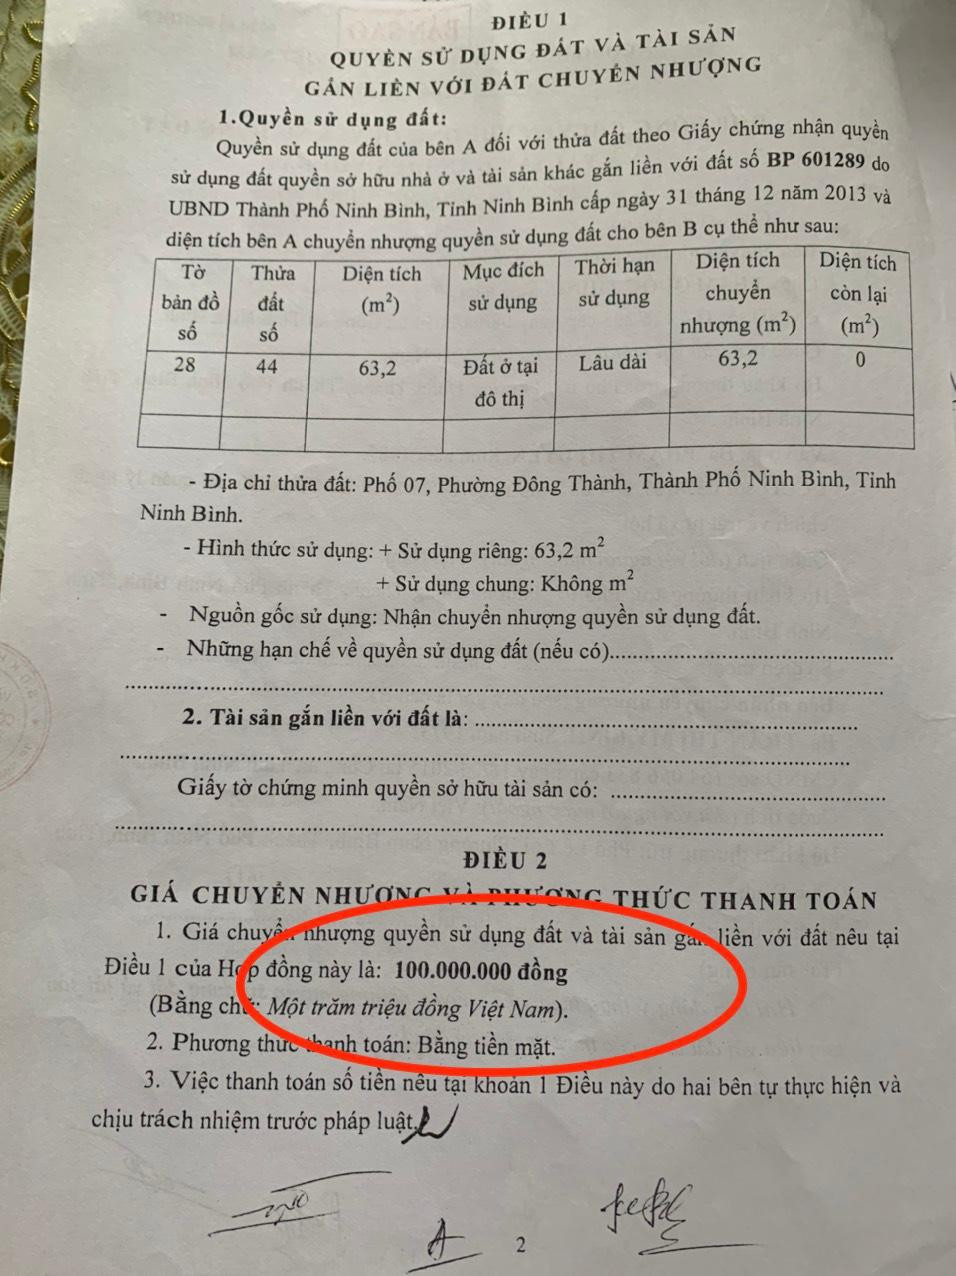 ĐIỀU 1
QUYỀN SỬ DỤNG ĐẤT VÀ TÀI SẢN
GẮN LIỀN VỚI ĐẤT CHUYỂN NHƯỢNG
1.Quyền sử dụng đất:
Quyền sử dụng đất của bên A đối với thửa đất theo Giấy chứng nhận quyền
sử dụng đất quyền sở hữu nhà ở và tài sản khác gắn liền với đất số BP 601289 do
UBND Thành Phố Ninh Bình, Tỉnh Ninh Bình cấp ngày 31 tháng 12 năm 2013 và
diện tích bên A chuyển nhượng quyền sử dụng đất cho bên B cụ thể như sau:
Tờ bản đồ số | Thửa đất số | Diện tích (m²) | Mục đích sử dụng | Thời hạn sử dụng | Diện tích chuyển nhượng (m²) | Diện tích còn lại (m²)
28 | 44 | 63,2 | Đất ở tại đô thị | Lâu dài | 63,2 | 0
- Địa chỉ thửa đất: Phố 07, Phường Đông Thành, Thành Phố Ninh Bình, Tỉnh
Ninh Bình.
- Hình thức sử dụng: + Sử dụng riêng: 63,2 m²
+ Sử dụng chung: Không m²
- Nguồn gốc sử dụng: Nhận chuyển nhượng quyền sử dụng đất.
- Những hạn chế về quyền sử dụng đất (nếu có)
2. Tài sản gắn liền với đất là:
Giấy tờ chứng minh quyền sở hữu tài sản có:
ĐIỀU 2
GIÁ CHUYỂN NHƯỢNG VÀ PHƯƠNG THỨC THANH TOÁN
1. Giá chuyển nhượng quyền sử dụng đất và tài sản gắn liền với đất nêu tại
Điều 1 của Hợp đồng này là: 100.000.000 đồng
(Bằng chữ: Một trăm triệu đồng Việt Nam).
2. Phương thức thanh toán: Bằng tiền mặt.
3. Việc thanh toán số tiền nêu tại khoản 1 Điều này do hai bên tự thực hiện và
chịu trách nhiệm trước pháp luật.
2